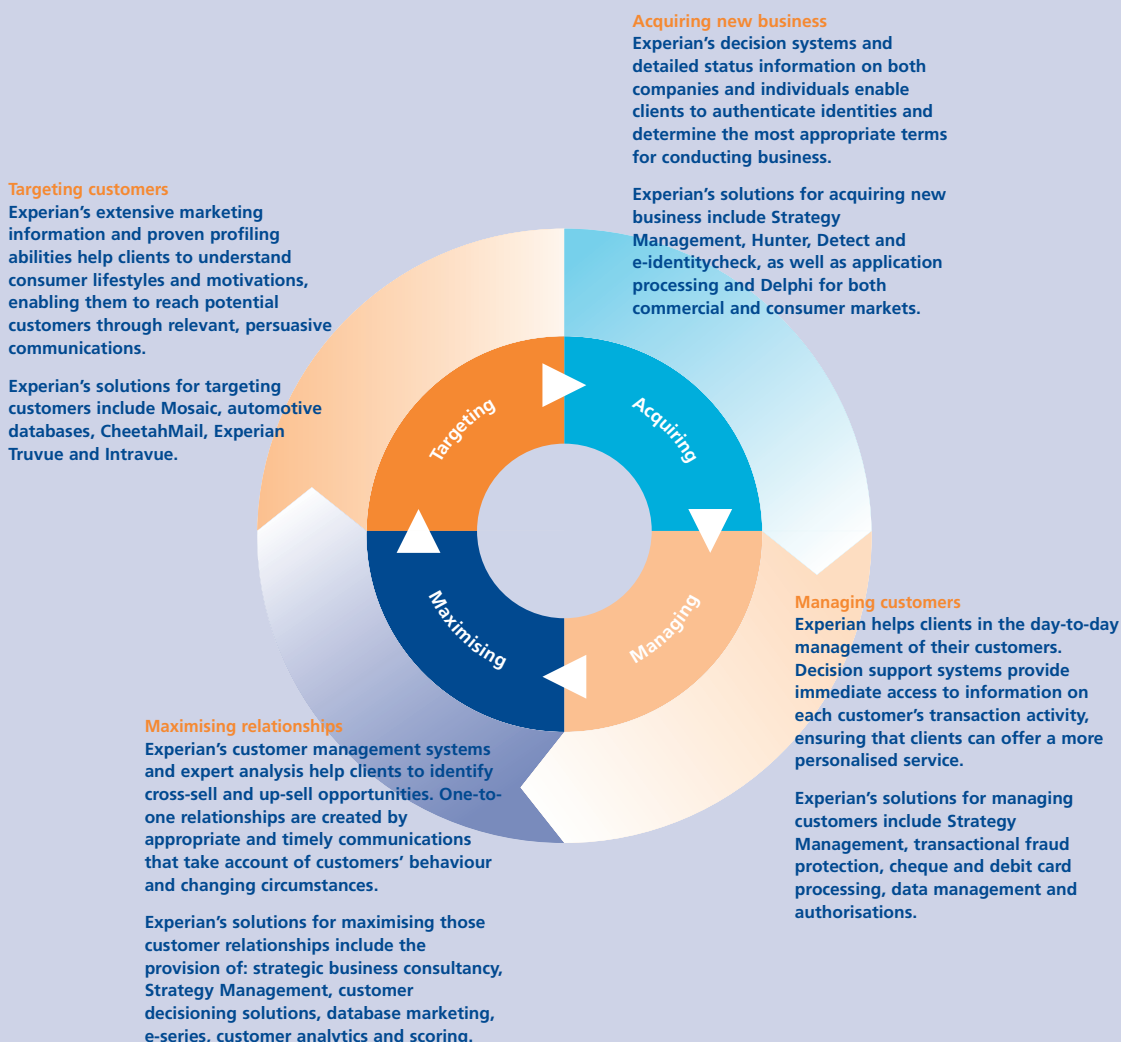 Acquiring new business
Experian’s decision systems and
detailed status information on both
companies and individuals enable
clients to authenticate identities and
determine the most appropriate terms
for conducting business.
Experian’s solutions for acquiring new
business include Strategy
Management, Hunter, Detect and
e-identitycheck, as well as application
processing and Delphi for both
commercial and consumer markets.
Targeting customers
Experian’s extensive marketing
information and proven profiling
abilities help clients to understand
consumer lifestyles and motivations,
enabling them to reach potential
customers through relevant, persuasive
communications.
Experian’s solutions for targeting
customers include Mosaic, automotive
databases, CheetahMail, Experian
Truvue and Intravue.
Targeting
Acquiring
Maximising
Managing
Managing customers
Experian helps clients in the day-to-day
management of their customers.
Decision support systems provide
immediate access to information on
each customer’s transaction activity,
ensuring that clients can offer a more
personalised service.
Experian’s solutions for managing
customers include Strategy
Management, transactional fraud
protection, cheque and debit card
processing, data management and
authorisations.
Maximising relationships
Experian’s customer management systems
and expert analysis help clients to identify
cross-sell and up-sell opportunities. One-to-
one relationships are created by
appropriate and timely communications
that take account of customers’ behaviour
and changing circumstances.
Experian’s solutions for maximising those
customer relationships include the
provision of: strategic business consultancy,
Strategy Management, customer
decisioning solutions, database marketing,
e-series, customer analytics and scoring.